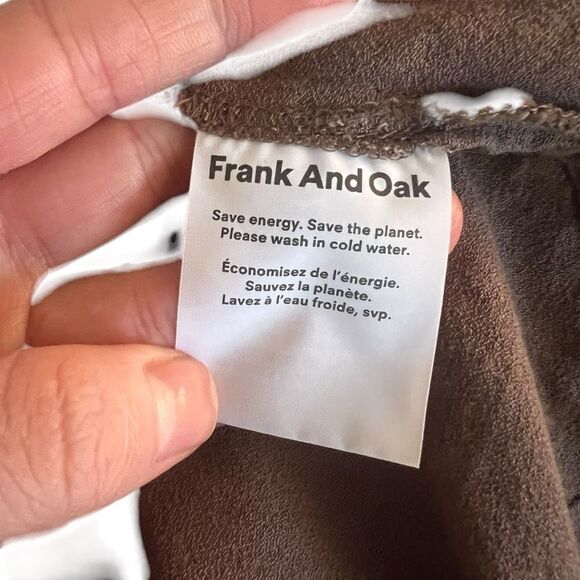 Frank And Oak
Save energy. Save the planet.
Please wash in cold water.
Économisez de l'énergie.
Sauvez la planète.
Lavez à l'eau froide, svp.